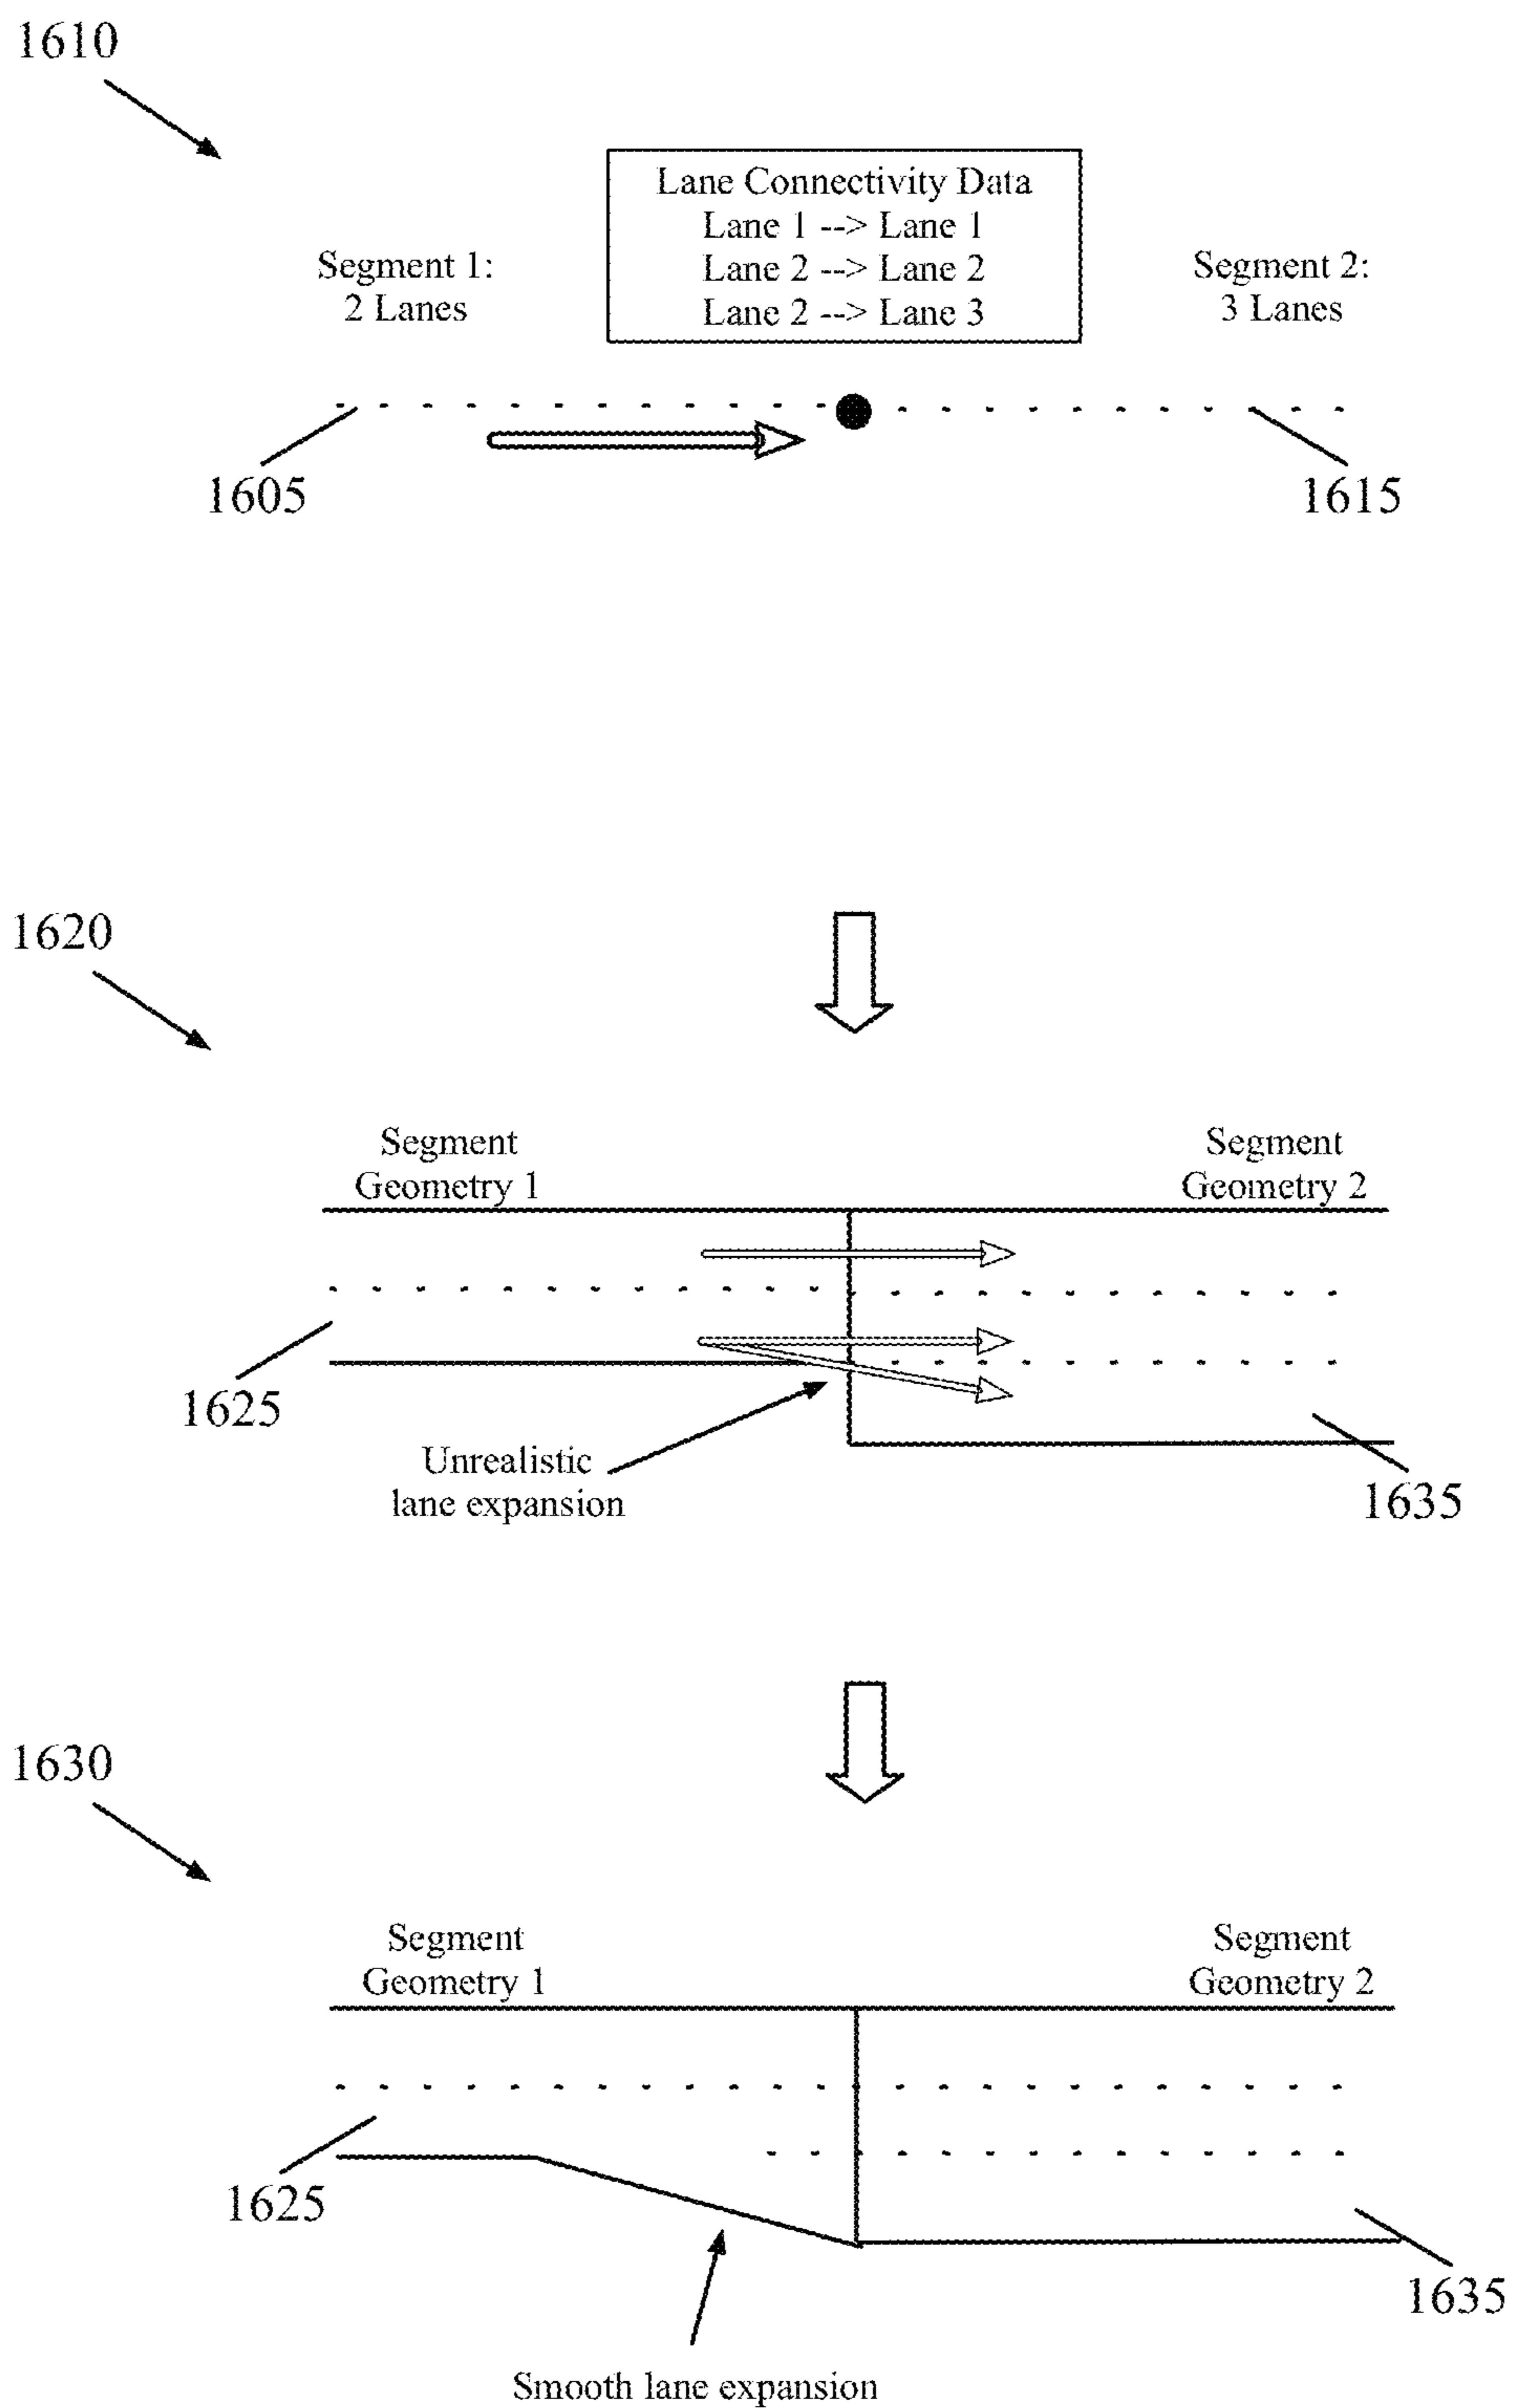 1610
Lane Connectivity Data
Lane 1 --> Lane 1
Lane 2 --> Lane 2
Lane 2 --> Lane 3
Segment 1:
2 Lanes
Segment 2:
3 Lanes
1605
1615
1620
Segment
Geometry 1
Segment
Geometry 2
1625
Unrealistic
lane expansion
1635
1630
Segment
Geometry 1
Segment
Geometry 2
1625
1635
Smooth lane expansion